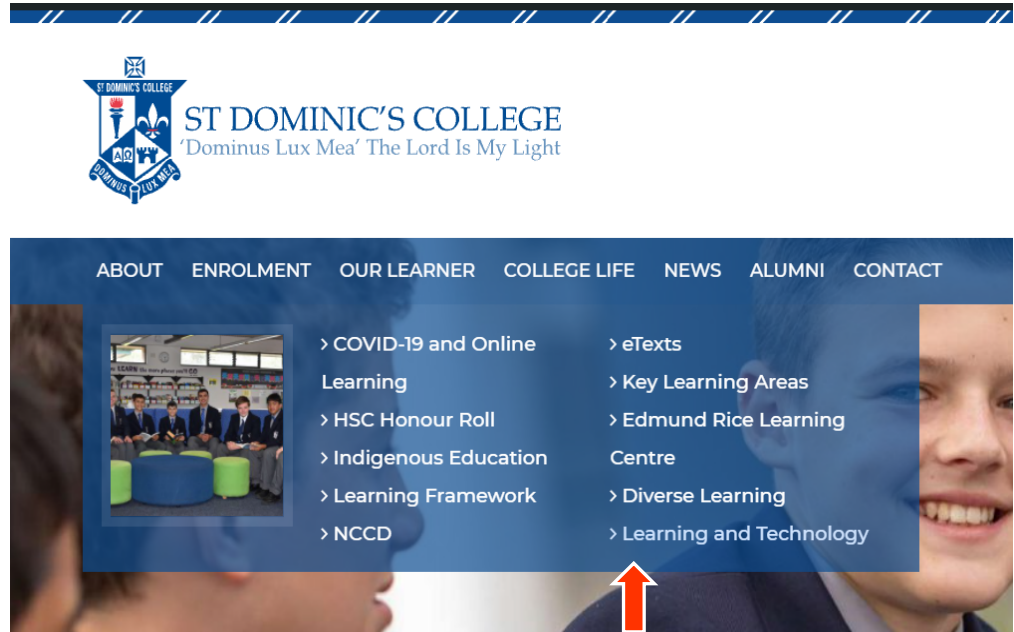 ST DOMINIC'S COLLEGE
ST DOMINIC'S COLLEGE
'Dominus Lux Mea' The Lord Is My Light
ΑΩ
DOMINUS LUX MEA
ABOUT ENROLMENT OUR LEARNER COLLEGE LIFE NEWS ALUMNI CONTACT
> COVID-19 and Online
Learning
> HSC Honour Roll
> Indigenous Education
> Learning Framework
> NCCD
> eTexts
> Key Learning Areas
> Edmund Rice Learning
Centre
> Diverse Learning
> Learning and Technology